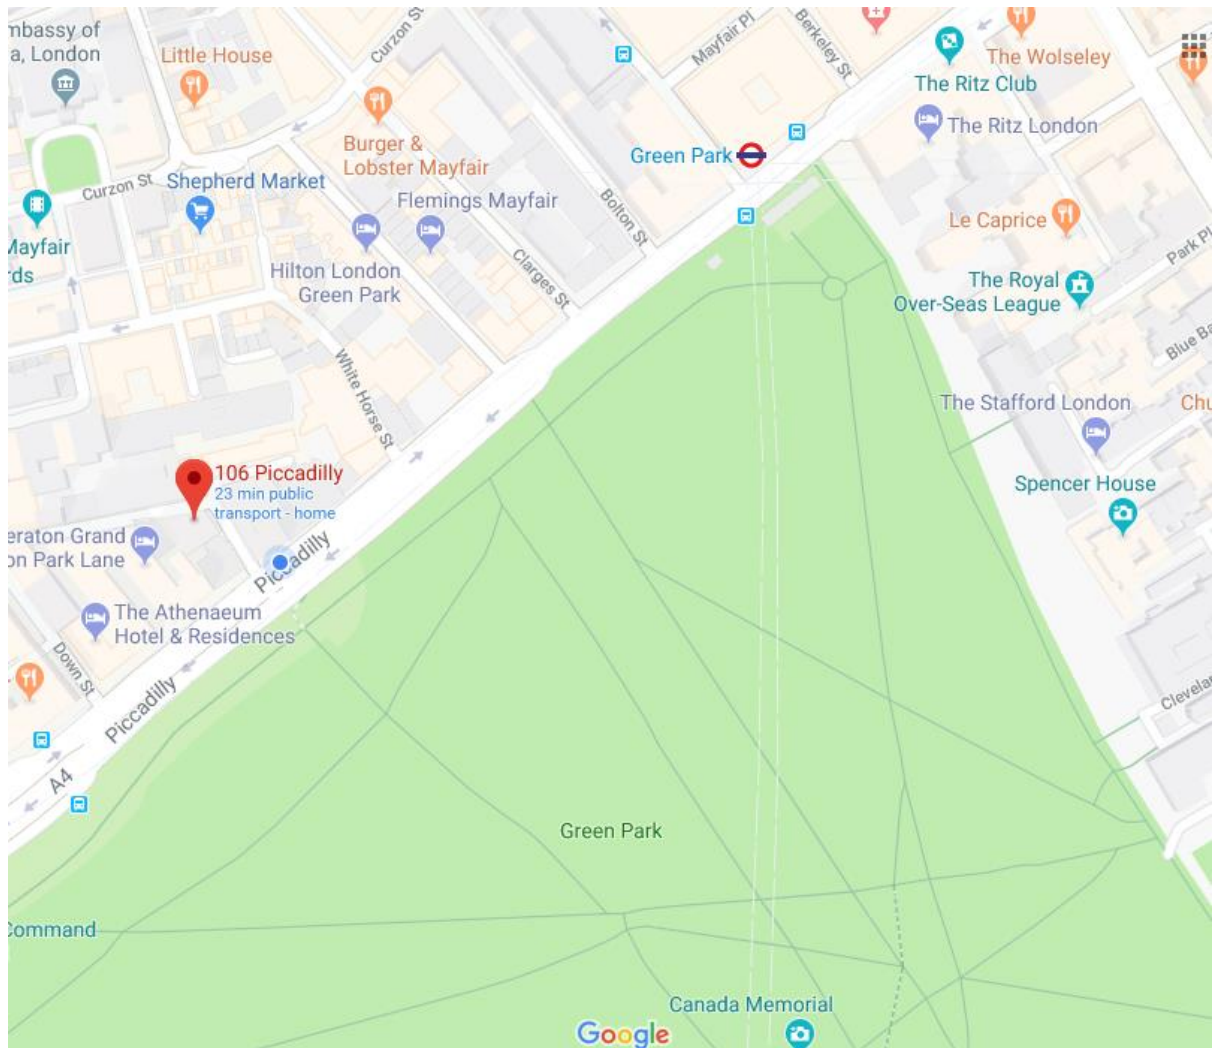 mbassy of
a, London
Little House
Curzon St
Mayfair Pl
Berkeley St
The Wolseley
The Ritz Club
The Ritz London
Burger &
Lobster Mayfair
Green Park
Curzon St
Shepherd Market
Flemings Mayfair
Bolton St
Le Caprice
Mayfair
rds
Hilton London
Green Park
Clarges St
Park Pl
The Royal
Over-Seas League
Blue Ba
White Horse St
The Stafford London
Chu
106 Piccadilly
23 min public
transport - home
Spencer House
eraton Grand
on Park Lane
Piccadilly
The Athenaeum
Hotel & Residences
Down St
Piccadilly
Clevelan
A4
Green Park
Command
Canada Memorial
Google